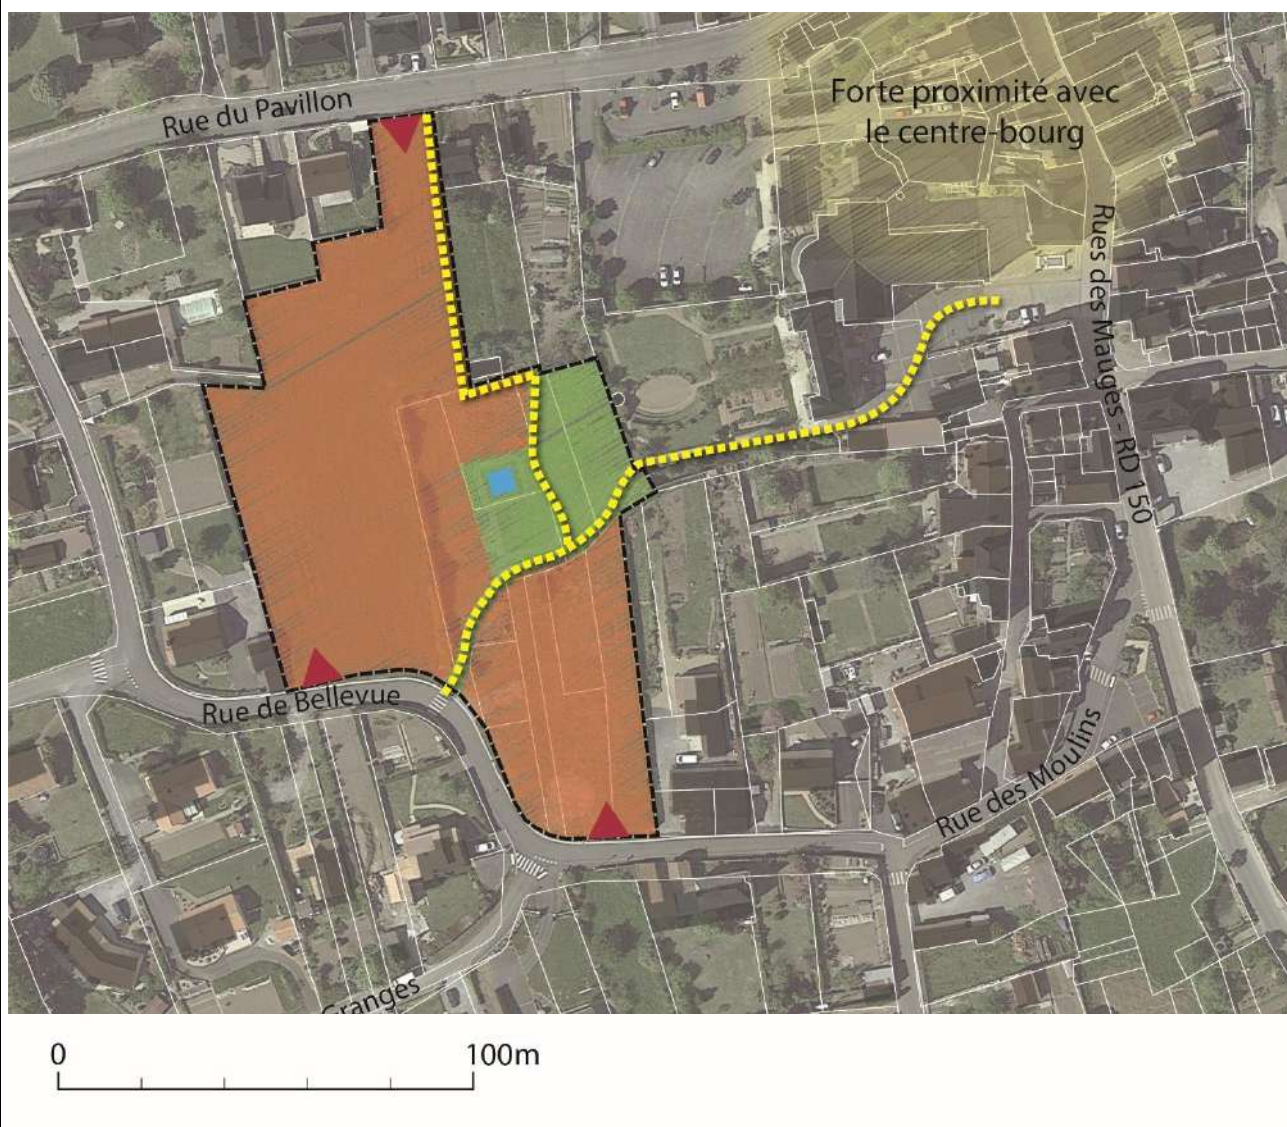 Rue du Pavillon
Forte proximité avec
le centre-bourg
Rues des Mauges - RD 150
Rue de Bellevue
Rue des Moulins
Granges
0 100m